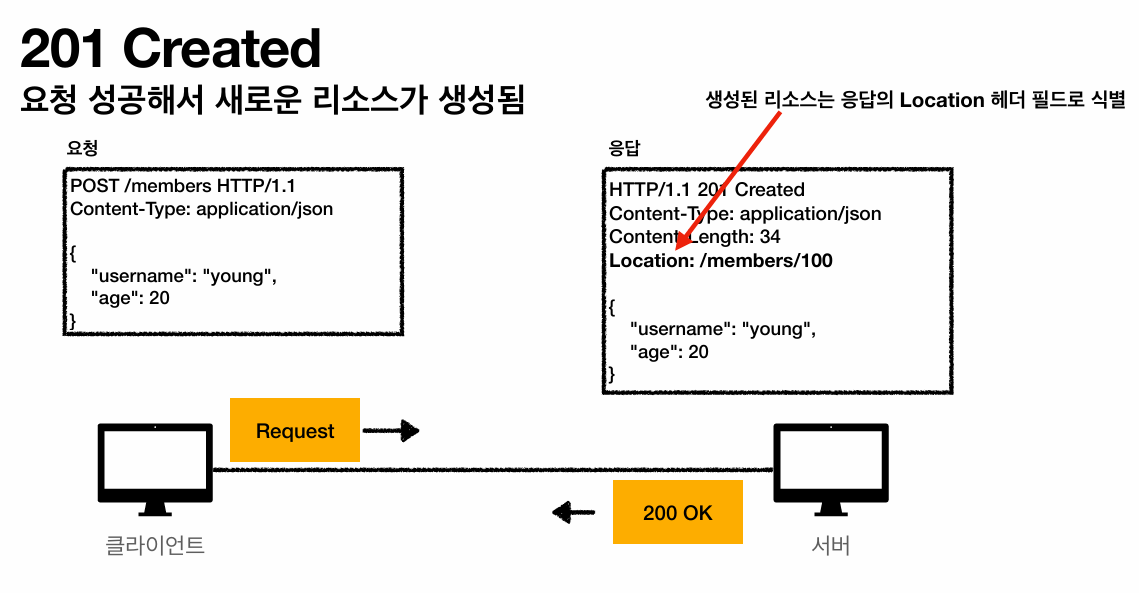 201 Created
요청 성공해서 새로운 리소스가 생성됨
생성된 리소스는 응답의 Location 헤더 필드로 식별
요청
POST /members HTTP/1.1
Content-Type: application/json
{
"username": "young",
"age": 20
}
응답
HTTP/1.1 201 Created
Content-Type: application/json
Content-Length: 34
Location: /members/100
{
"username": "young",
"age": 20
}
Request
200 OK
클라이언트
서버